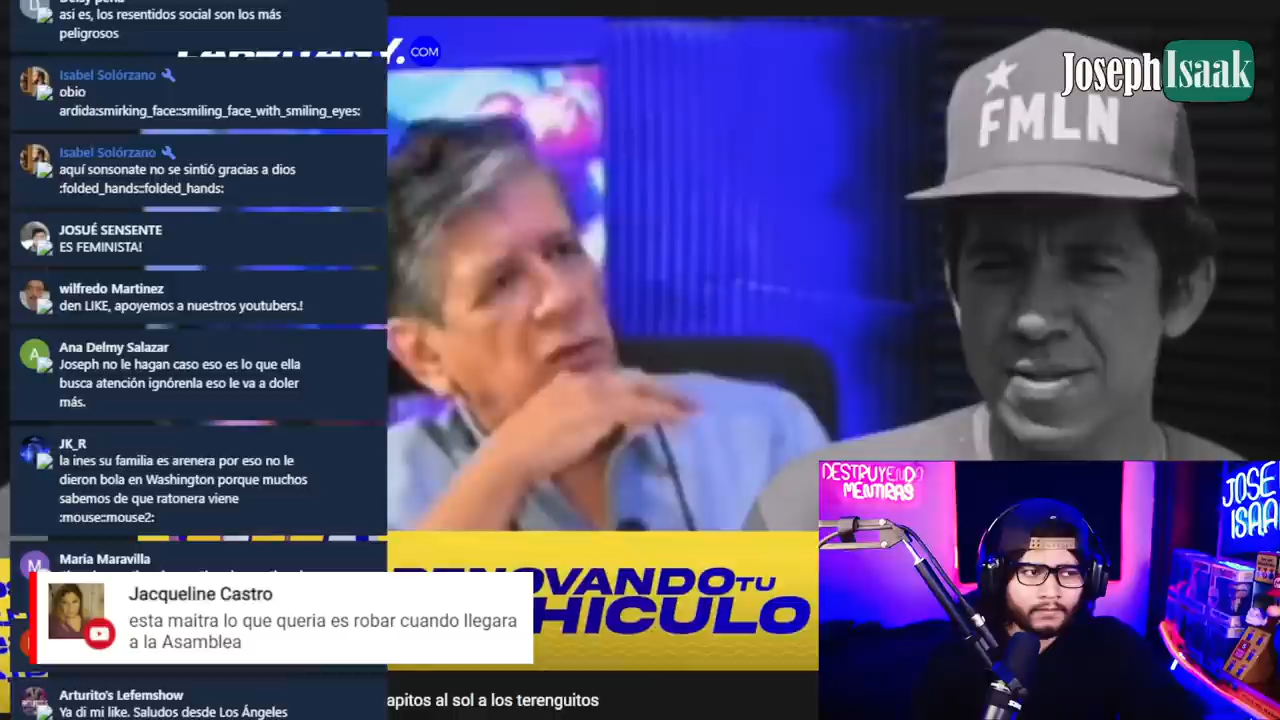 asi es, los resentidos social son los más
peligrosos
Isabel Solórzano
obio
ardida:smirking_face::smiling_face_with_smiling_eyes:
Isabel Solórzano
aquí sonsonate no se sintió gracias a dios
:folded_hands::folded_hands:
JOSUÉ SENSENTE
ES FEMINISTA!
wilfredo Martinez
den LIKE, apoyemos a nuestros youtubers.!
A
Ana Delmy Salazar
Joseph no le hagan caso eso es lo que ella
busca atención ignórenla eso le va a doler
más.
JK_R
la ines su familia es arenera por eso no le
dieron bola en Washington porque muchos
sabemos de que ratonera viene
:mouse::mouse2:
M
Maria Maravilla
Jacqueline Castro
esta maitra lo que queria es robar cuando llegara
a la Asamblea
Arturito's Lefemshow
Ya di mi like. Saludos desde Los Ángeles
.COM
FMLN
Joseph Isaak
TU
apitos al sol a los terenguitos
DESTRUYENDO
MENTIRAS